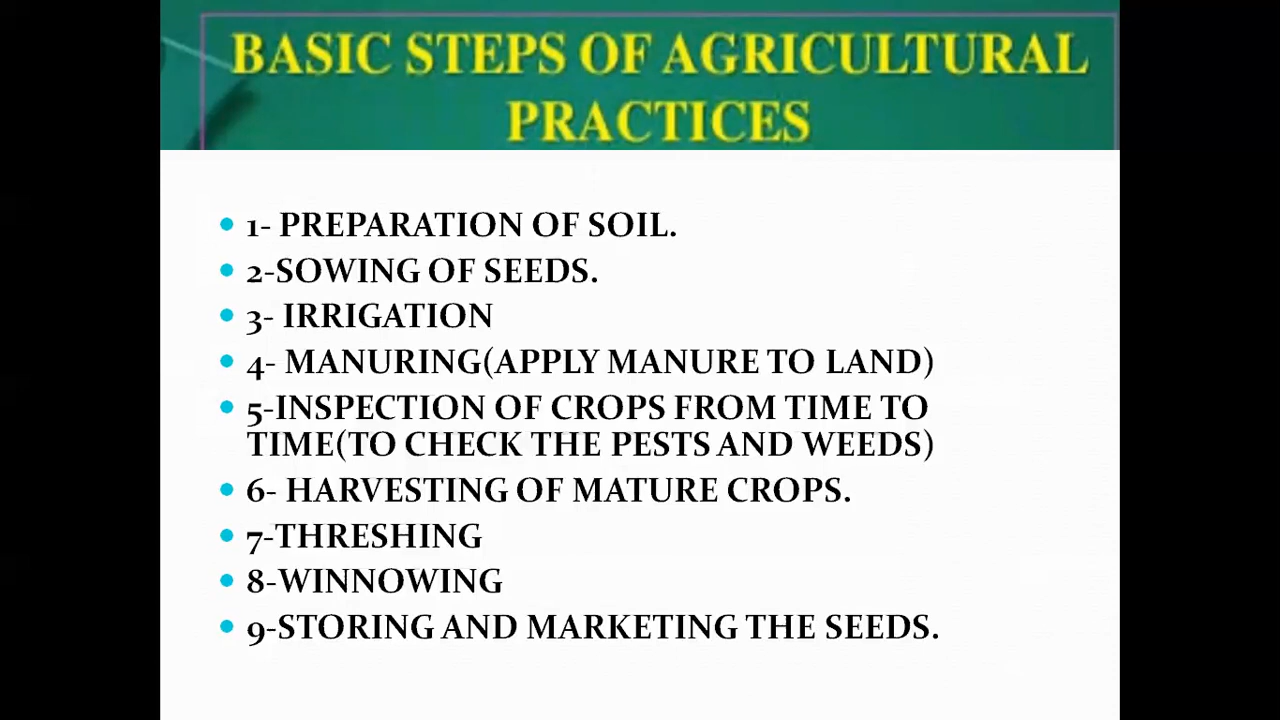 BASIC STEPS OF AGRICULTURAL
PRACTICES
• 1- PREPARATION OF SOIL.
• 2-SOWING OF SEEDS.
• 3- IRRIGATION
• 4- MANURING(APPLY MANURE TO LAND)
• 5-INSPECTION OF CROPS FROM TIME TO
TIME(TO CHECK THE PESTS AND WEEDS)
• 6- HARVESTING OF MATURE CROPS.
• 7-THRESHING
• 8-WINNOWING
• 9-STORING AND MARKETING THE SEEDS.